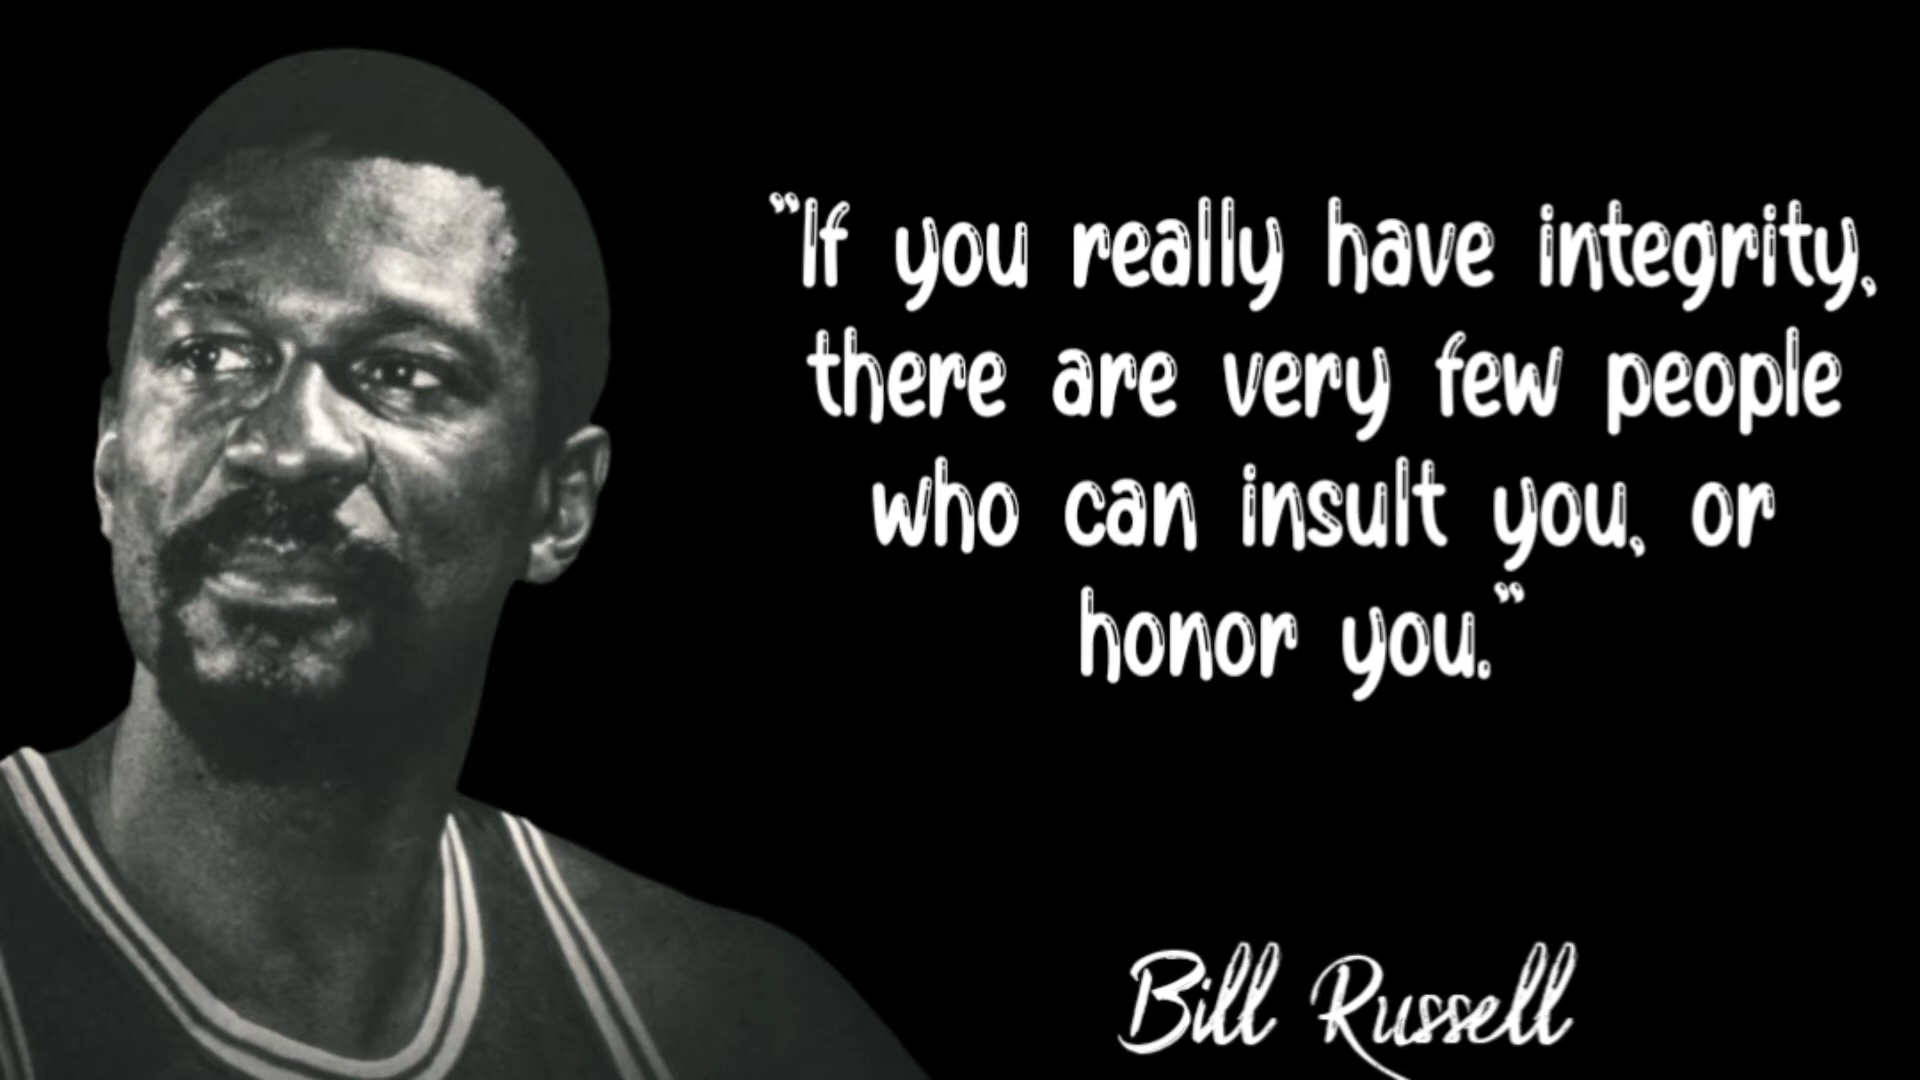 "If you really have integrity,
there are very few people
who can insult you, or
honor you."
Bill Russell